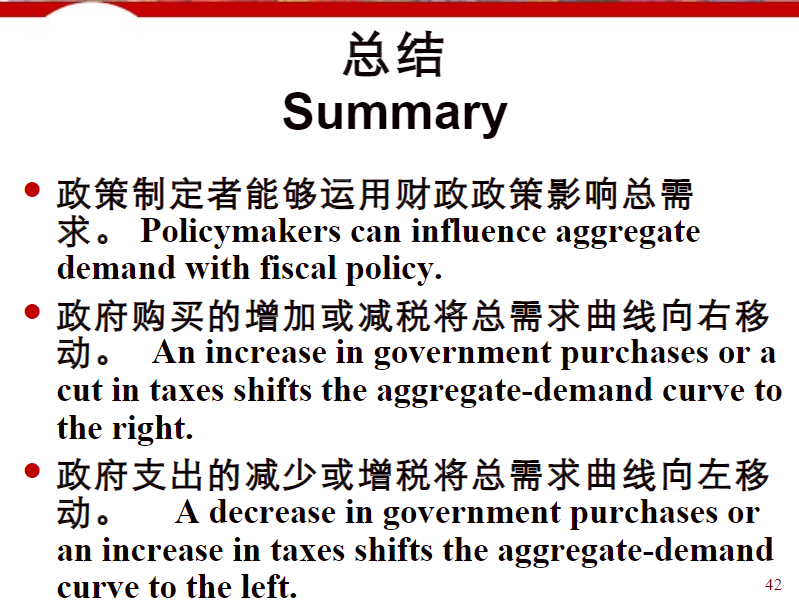 总结
Summary
政策制定者能够运用财政政策影响总需
求。 Policymakers can influence aggregate
demand with fiscal policy.
政府购买的增加或减税将总需求曲线向右移
动。 An increase in government purchases or a
cut in taxes shifts the aggregate-demand curve to
the right.
政府支出的减少或增税将总需求曲线向左移
动。 A decrease in government purchases or
an increase in taxes shifts the aggregate-demand
curve to the left.
42